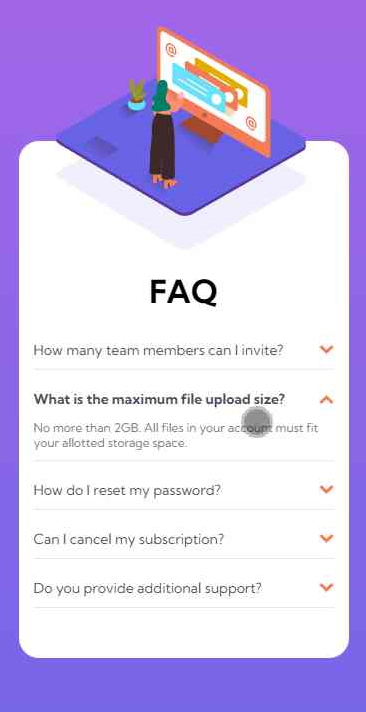 FAQ
How many team members can I invite?
What is the maximum file upload size?
No more than 2GB. All files in your account must fit
your allotted storage space.
How do I reset my password?
Can I cancel my subscription?
Do you provide additional support?